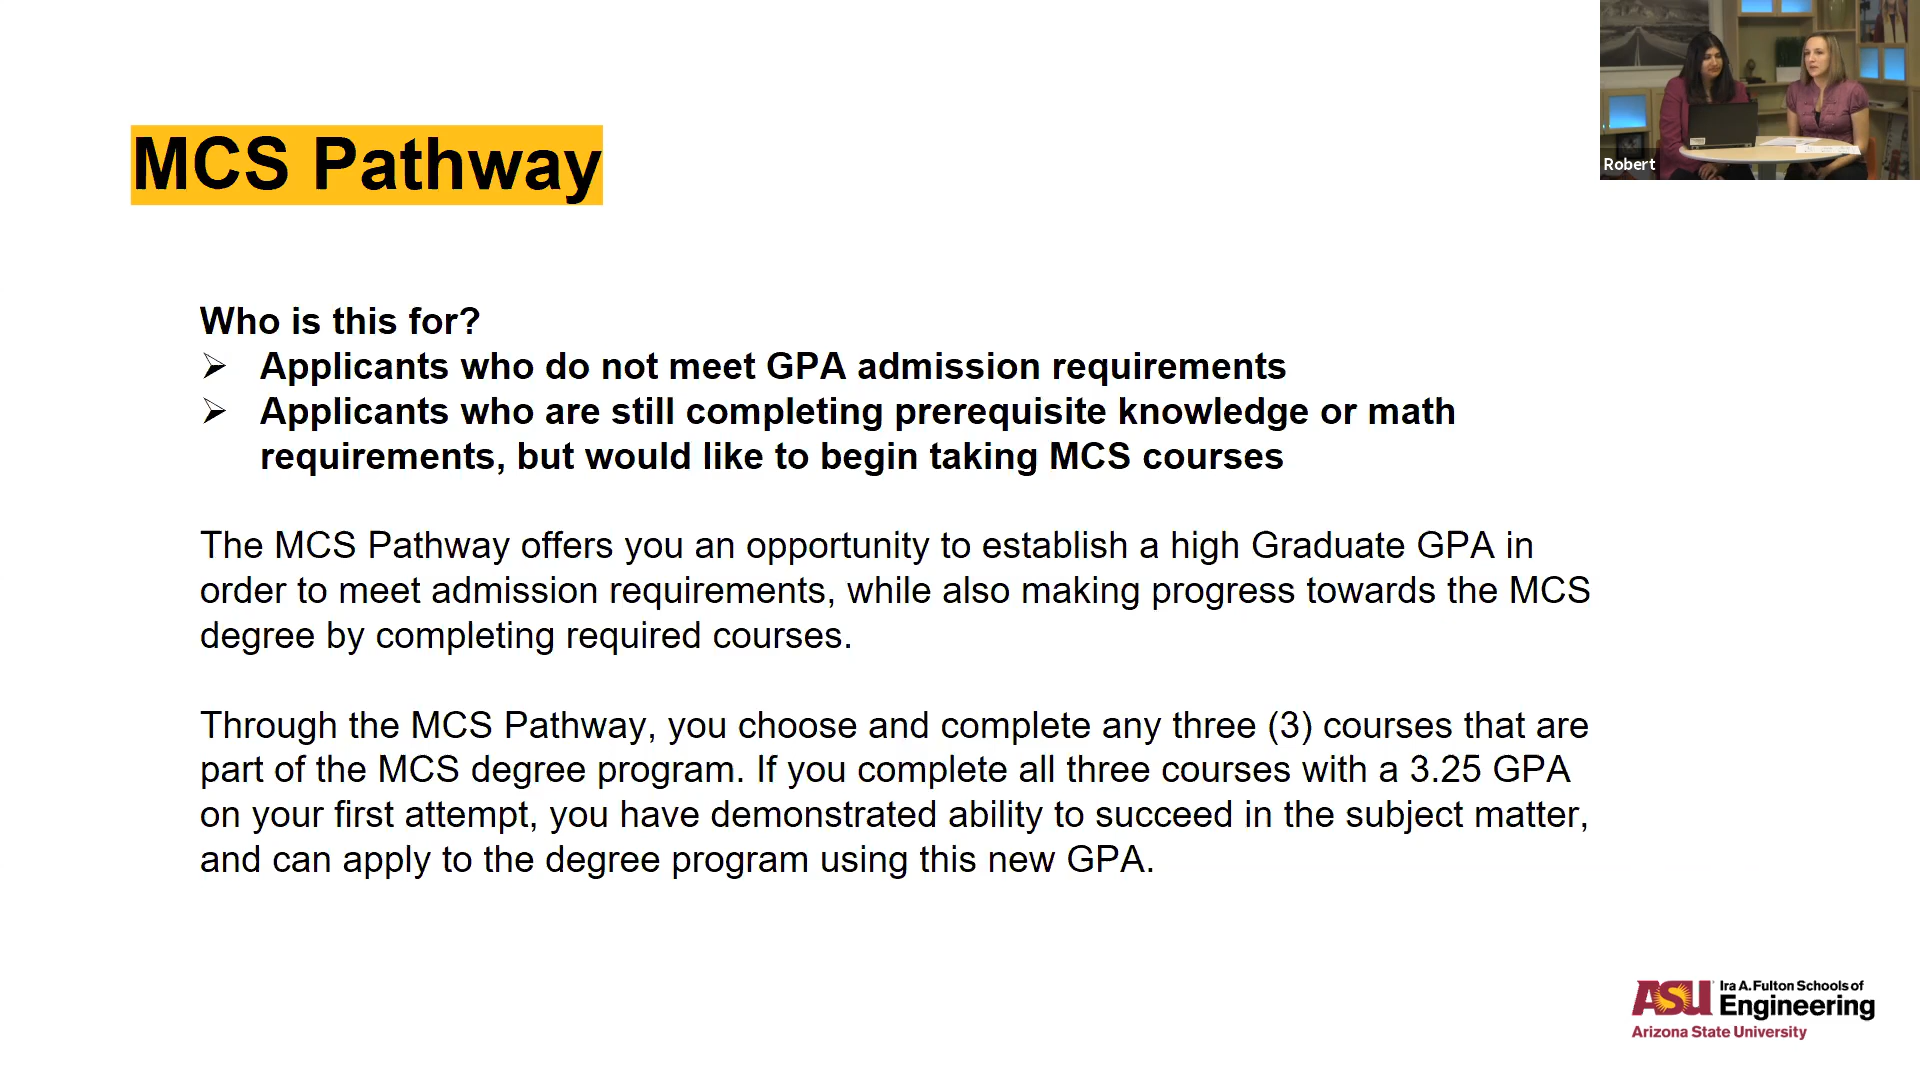 MCS Pathway
Robert
Who is this for?
➢ Applicants who do not meet GPA admission requirements
➢ Applicants who are still completing prerequisite knowledge or math
requirements, but would like to begin taking MCS courses
The MCS Pathway offers you an opportunity to establish a high Graduate GPA in
order to meet admission requirements, while also making progress towards the MCS
degree by completing required courses.
Through the MCS Pathway, you choose and complete any three (3) courses that are
part of the MCS degree program. If you complete all three courses with a 3.25 GPA
on your first attempt, you have demonstrated ability to succeed in the subject matter,
and can apply to the degree program using this new GPA.
ASU Ira A. Fulton Schools of
Engineering
Arizona State University